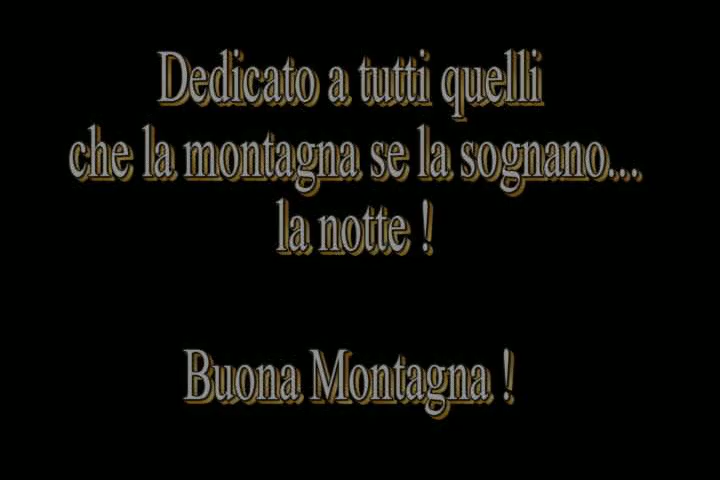 Dedicato a tutti quelli
che la montagna se la sognano...
la notte !
Buona Montagna !